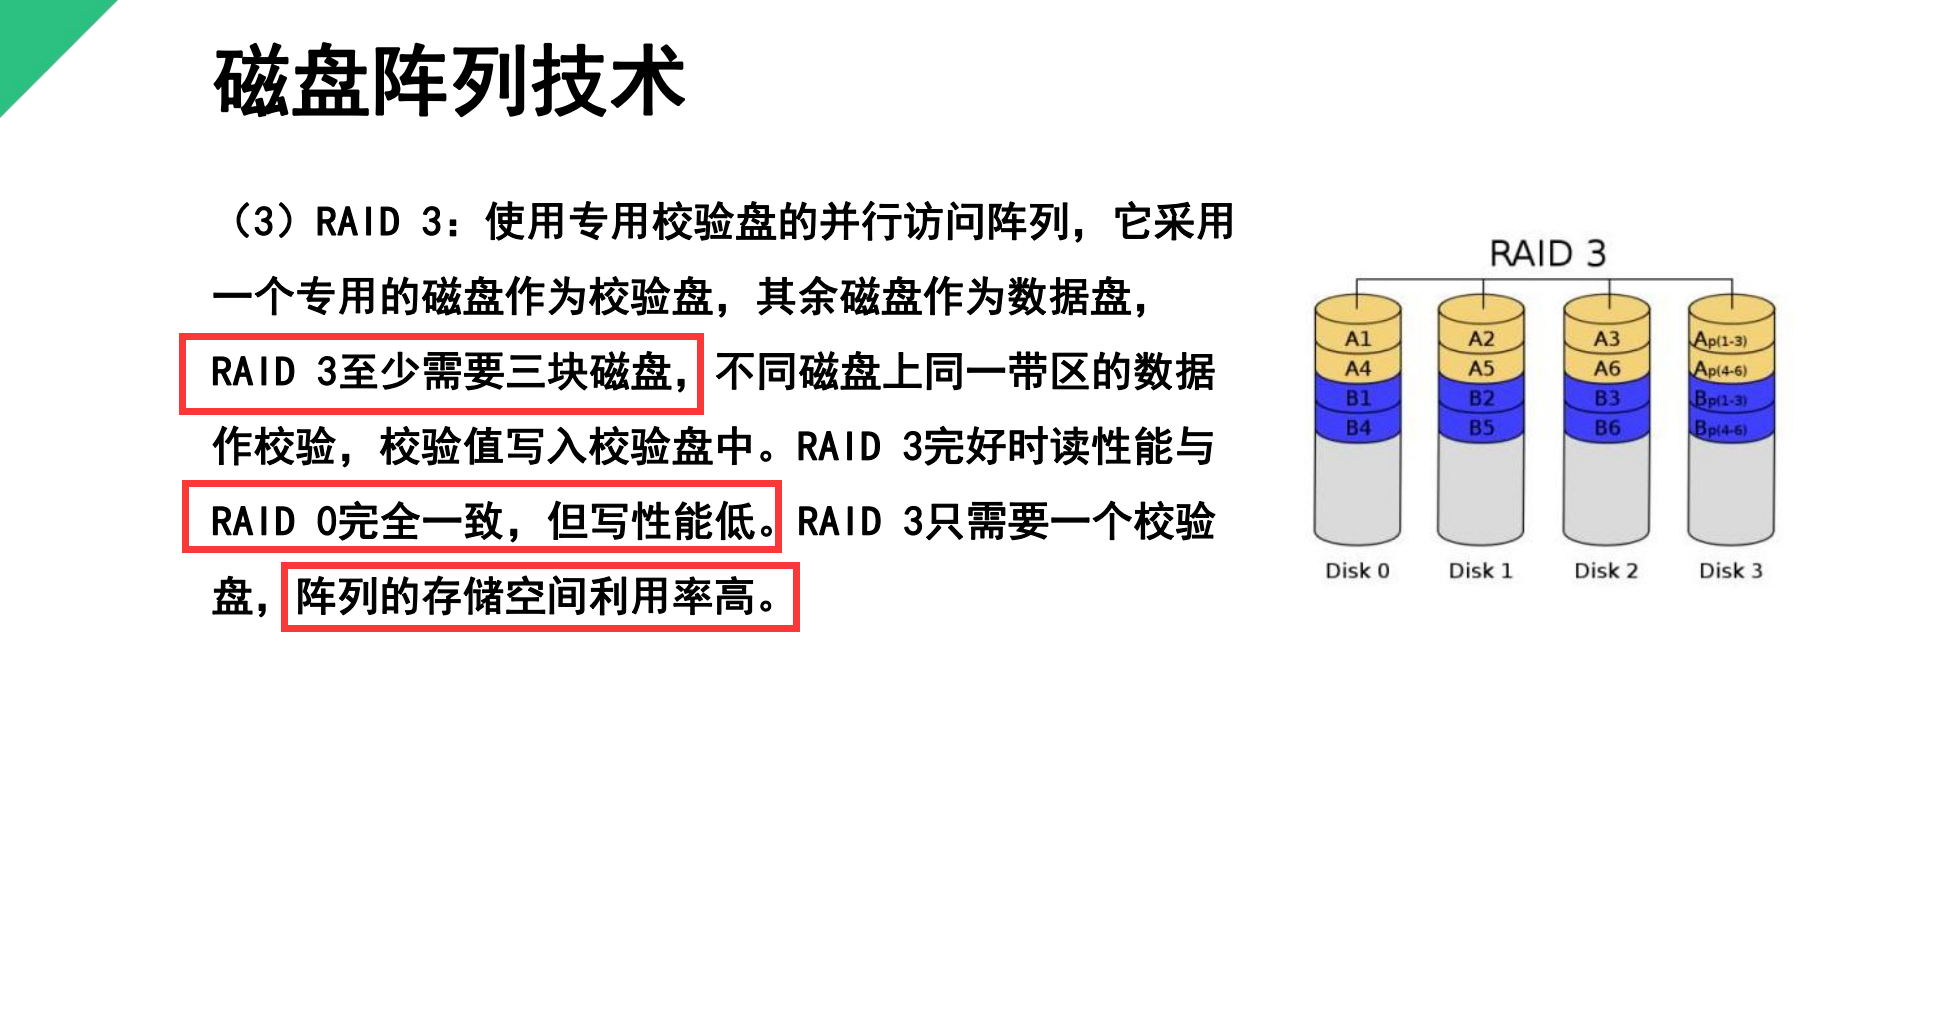 磁盘阵列技术
（3）RAID 3：使用专用校验盘的并行访问阵列，它采用
一个专用的磁盘作为校验盘，其余磁盘作为数据盘，
RAID 3至少需要三块磁盘，不同磁盘上同一带区的数据
作校验，校验值写入校验盘中。RAID 3完好时读性能与
RAID 0完全一致，但写性能低。RAID 3只需要一个校验
盘，阵列的存储空间利用率高。
RAID 3
A1 A2 A3 Ap(1-3)
A4 A5 A6 Ap(4-6)
B1 B2 B3 Bp(1-3)
B4 B5 B6 Bp(4-6)
Disk 0 Disk 1 Disk 2 Disk 3